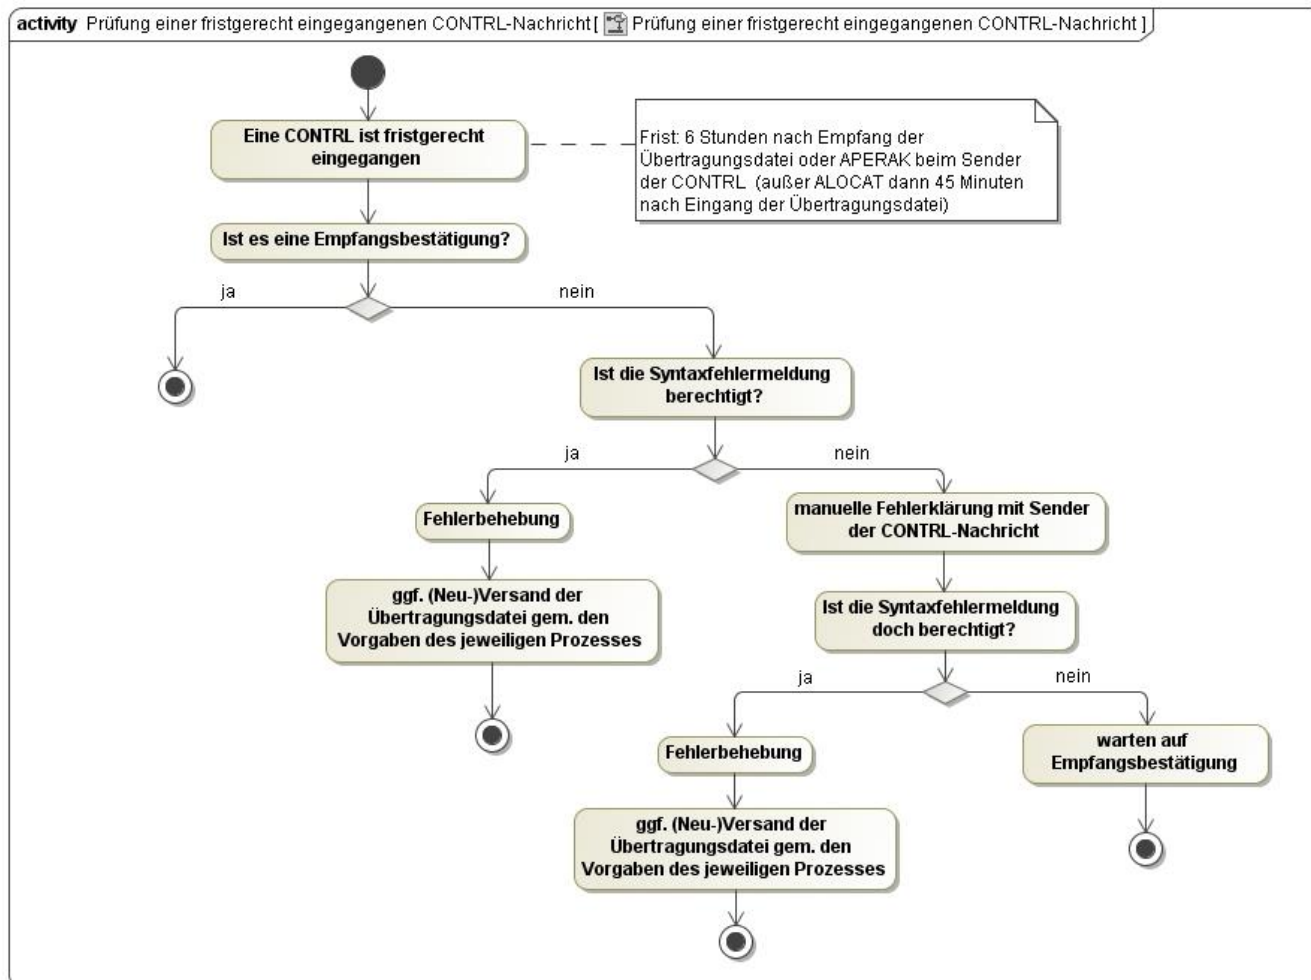 activity Prüfung einer fristgerecht eingegangenen CONTRL-Nachricht [ Prüfung einer fristgerecht eingegangenen CONTRL-Nachricht ]
Eine CONTRL ist fristgerecht
eingegangen
Frist: 6 Stunden nach Empfang der
Übertragungsdatei oder APERAK beim Sender
der CONTRL (außer ALOCAT dann 45 Minuten
nach Eingang der Übertragungsdatei)
Ist es eine Empfangsbestätigung?
ja
nein
Ist die Syntaxfehlermeldung
berechtigt?
ja
nein
Fehlerbehebung
manuelle Fehlerklärung mit Sender
der CONTRL-Nachricht
ggf. (Neu-)Versand der
Übertragungsdatei gem. den
Vorgaben des jeweiligen Prozesses
Ist die Syntaxfehlermeldung
doch berechtigt?
ja
nein
Fehlerbehebung
warten auf
Empfangsbestätigung
ggf. (Neu-)Versand der
Übertragungsdatei gem. den
Vorgaben des jeweiligen Prozesses